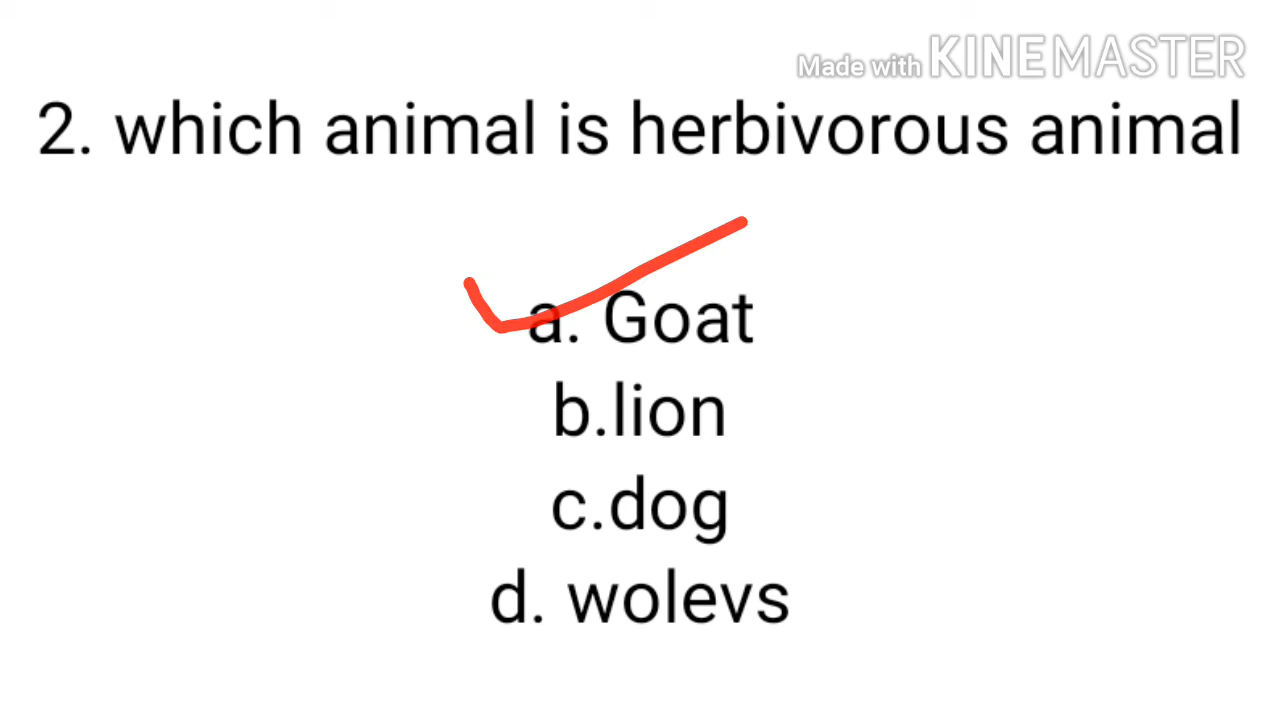 Made with KINEMASTER
2. which animal is herbivorous animal
a. Goat
b.lion
c.dog
d. wolevs